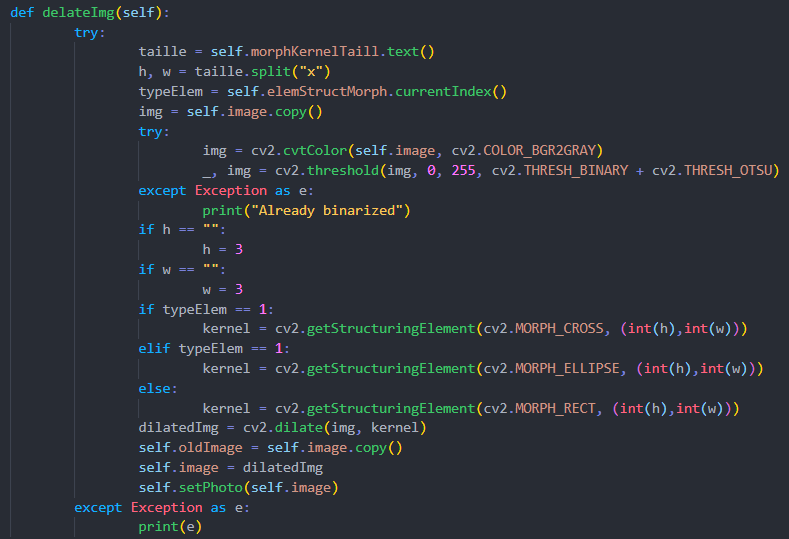 def delateImg(self):
try:
taille = self.morphKernelTaill.text()
h, w = taille.split("x")
typeElem = self.elemStructMorph.currentIndex()
img = self.image.copy()
try:
img = cv2.cvtColor(self.image, cv2.COLOR_BGR2GRAY)
_, img = cv2.threshold(img, 0, 255, cv2.THRESH_BINARY + cv2.THRESH_OTSU)
except Exception as e:
print("Already binarized")
if h == "":
h = 3
if w == "":
w = 3
if typeElem == 1:
kernel = cv2.getStructuringElement(cv2.MORPH_CROSS, (int(h),int(w)))
elif typeElem == 1:
kernel = cv2.getStructuringElement(cv2.MORPH_ELLIPSE, (int(h),int(w)))
else:
kernel = cv2.getStructuringElement(cv2.MORPH_RECT, (int(h),int(w)))
dilatedImg = cv2.dilate(img, kernel)
self.oldImage = self.image.copy()
self.image = dilatedImg
self.setPhoto(self.image)
except Exception as e:
print(e)